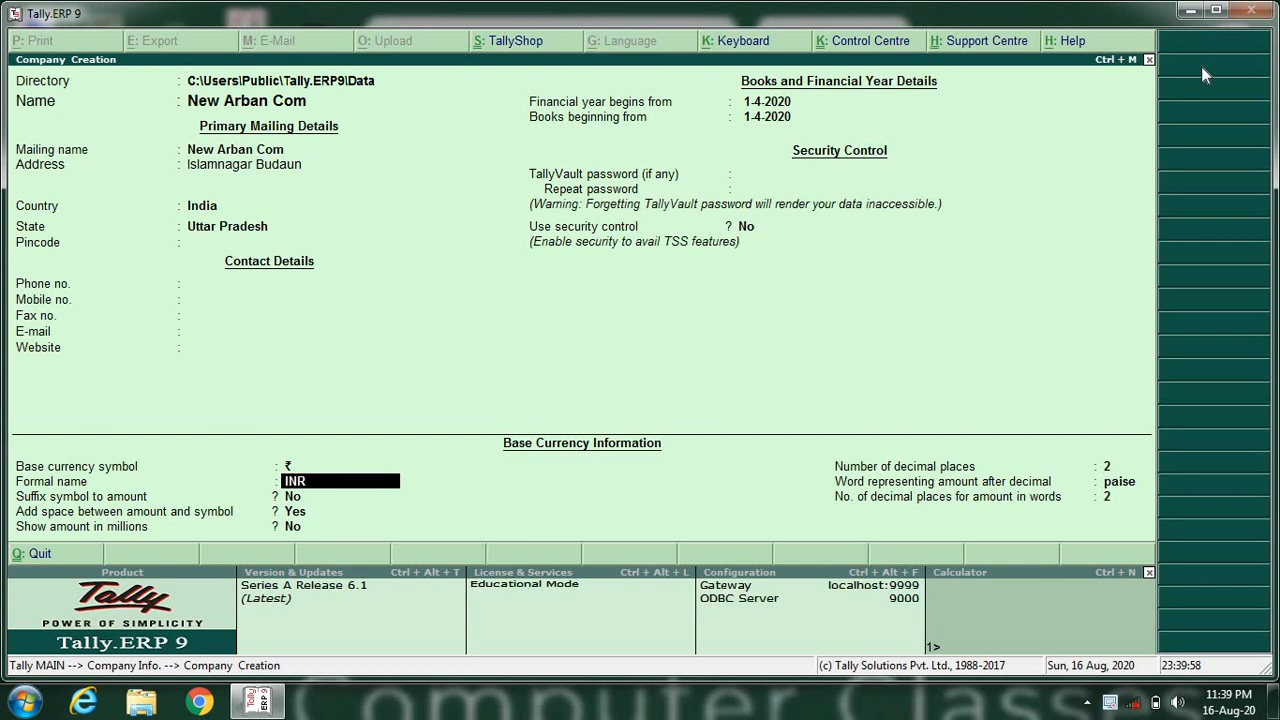 Tally.ERP 9
P: Print E: Export M: E-Mail O: Upload S: TallyShop G: Language K: Keyboard K: Control Centre H: Support Centre H: Help
Company Creation Ctrl + M
Directory : C:\Users\Public\Tally.ERP9\Data
Name : New Arban Com
Primary Mailing Details
Mailing name : New Arban Com
Address : Islamnagar Budaun
Country : India
State : Uttar Pradesh
Pincode :
Contact Details
Phone no. :
Mobile no. :
Fax no. :
E-mail :
Website :
Books and Financial Year Details
Financial year begins from : 1-4-2020
Books beginning from : 1-4-2020
Security Control
TallyVault password (if any) :
Repeat password :
(Warning: Forgetting TallyVault password will render your data inaccessible.)
Use security control ? No
(Enable security to avail TSS features)
Base Currency Information
Base currency symbol : ₹
Formal name : INR
Suffix symbol to amount ? No
Add space between amount and symbol ? Yes
Show amount in millions ? No
Number of decimal places : 2
Word representing amount after decimal : paise
No. of decimal places for amount in words : 2
Q: Quit
Product
Tally
POWER OF SIMPLICITY
Tally.ERP 9
Version & Updates Ctrl + Alt + T
Series A Release 6.1
(Latest)
License & Services Ctrl + Alt + L
Educational Mode
Configuration Ctrl + Alt + F
Gateway localhost:9999
ODBC Server 9000
Calculator Ctrl + N
1>
Tally MAIN --> Company Info. --> Company Creation (c) Tally Solutions Pvt. Ltd., 1988-2017 Sun, 16 Aug, 2020 23:39:58
11:39 PM
16-Aug-20